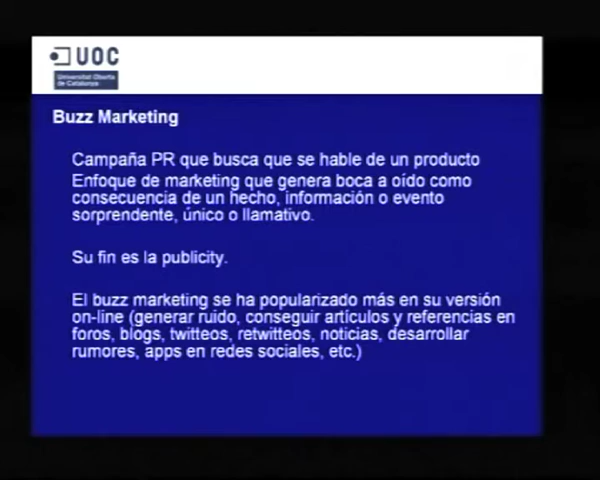 UOC
Universitat Oberta
de Catalunya
Buzz Marketing
Campaña PR que busca que se hable de un producto
Enfoque de marketing que genera boca a oído como
consecuencia de un hecho, información o evento
sorprendente, único o llamativo.
Su fin es la publicity.
El buzz marketing se ha popularizado más en su versión
on-line (generar ruido, conseguir artículos y referencias en
foros, blogs, twitteos, retwitteos, noticias, desarrollar
rumores, apps en redes sociales, etc.)